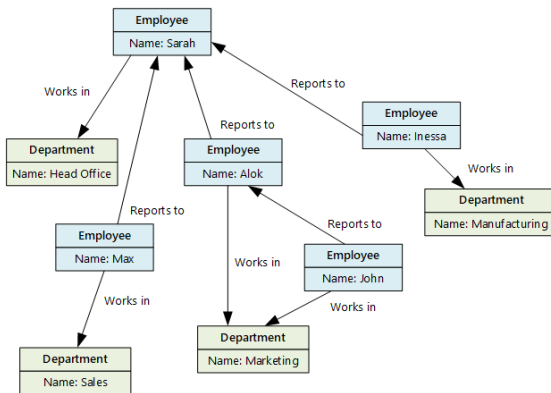 Employee
Name: Sarah
Works in
Reports to
Employee
Name: Inessa
Reports to
Department
Name: Head Office
Employee
Name: Alok
Works in
Department
Name: Manufacturing
Reports to
Reports to
Employee
Name: Max
Employee
Name: John
Works in
Works in
Works in
Department
Name: Marketing
Department
Name: Sales